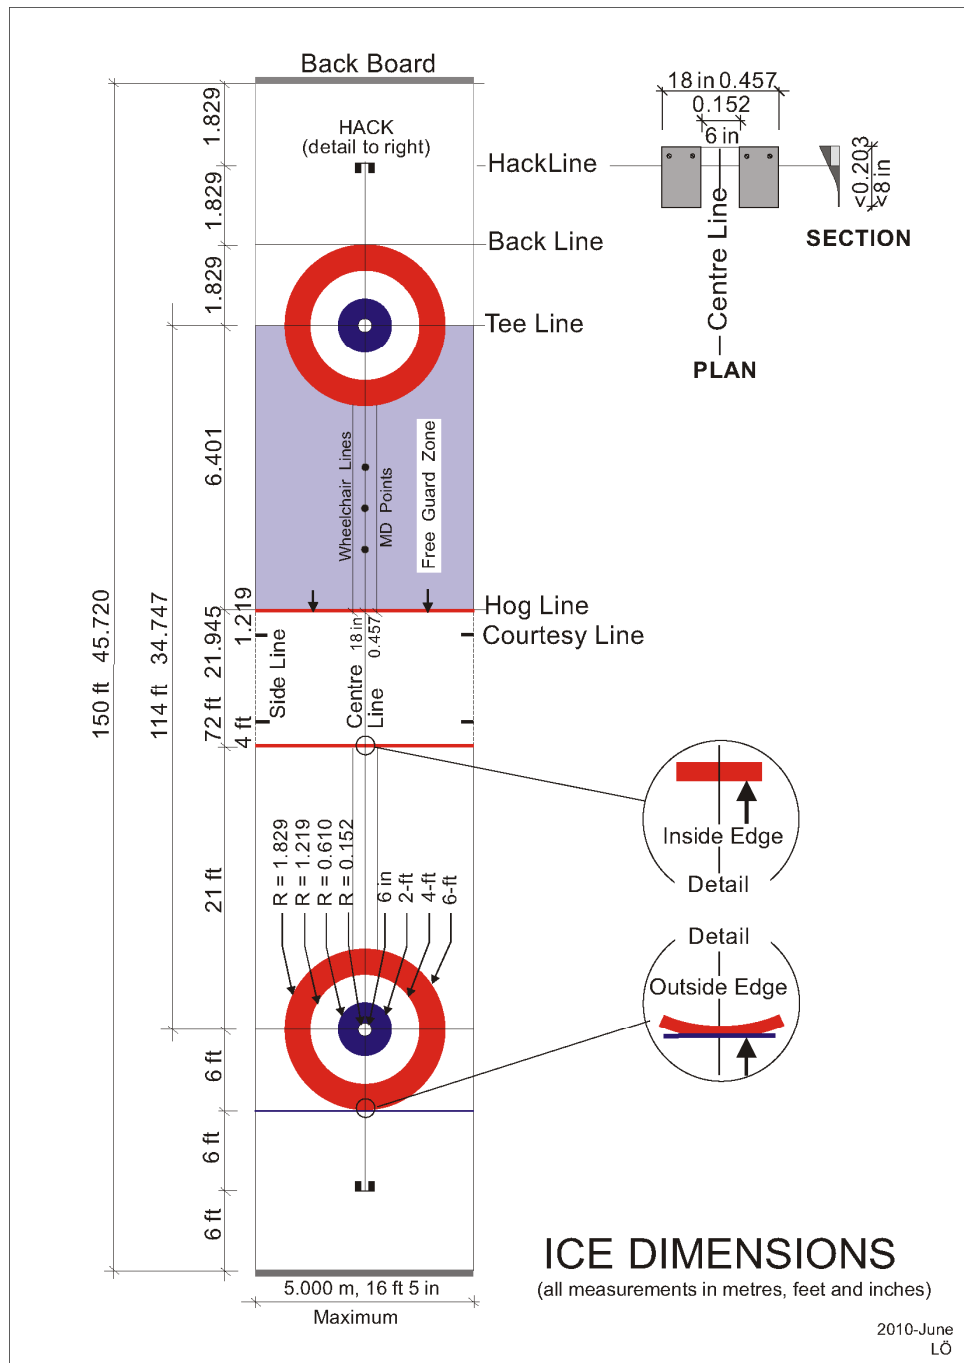 Back Board
HACK
(detail to right)
18 in 0.457
0.152
6 in
HackLine
<0.203
<8 in
SECTION
Back Line
Centre Line
Tee Line
PLAN
1.829
1.829
1.829
6.401
Wheelchair Lines
MD Points
Free Guard Zone
Hog Line
Courtesy Line
1.219
21.945
18 in
0.457
Side Line
Centre
Line
72 ft
4 ft
150 ft 45.720
114 ft 34.747
Inside Edge
Detail
R = 1.829
R = 1.219
R = 0.610
R = 0.152
6 in
2-ft
4-ft
6-ft
21 ft
Detail
Outside Edge
6 ft
6 ft
6 ft
5.000 m, 16 ft 5 in
Maximum
ICE DIMENSIONS
(all measurements in metres, feet and inches)
2010-June
LÖ